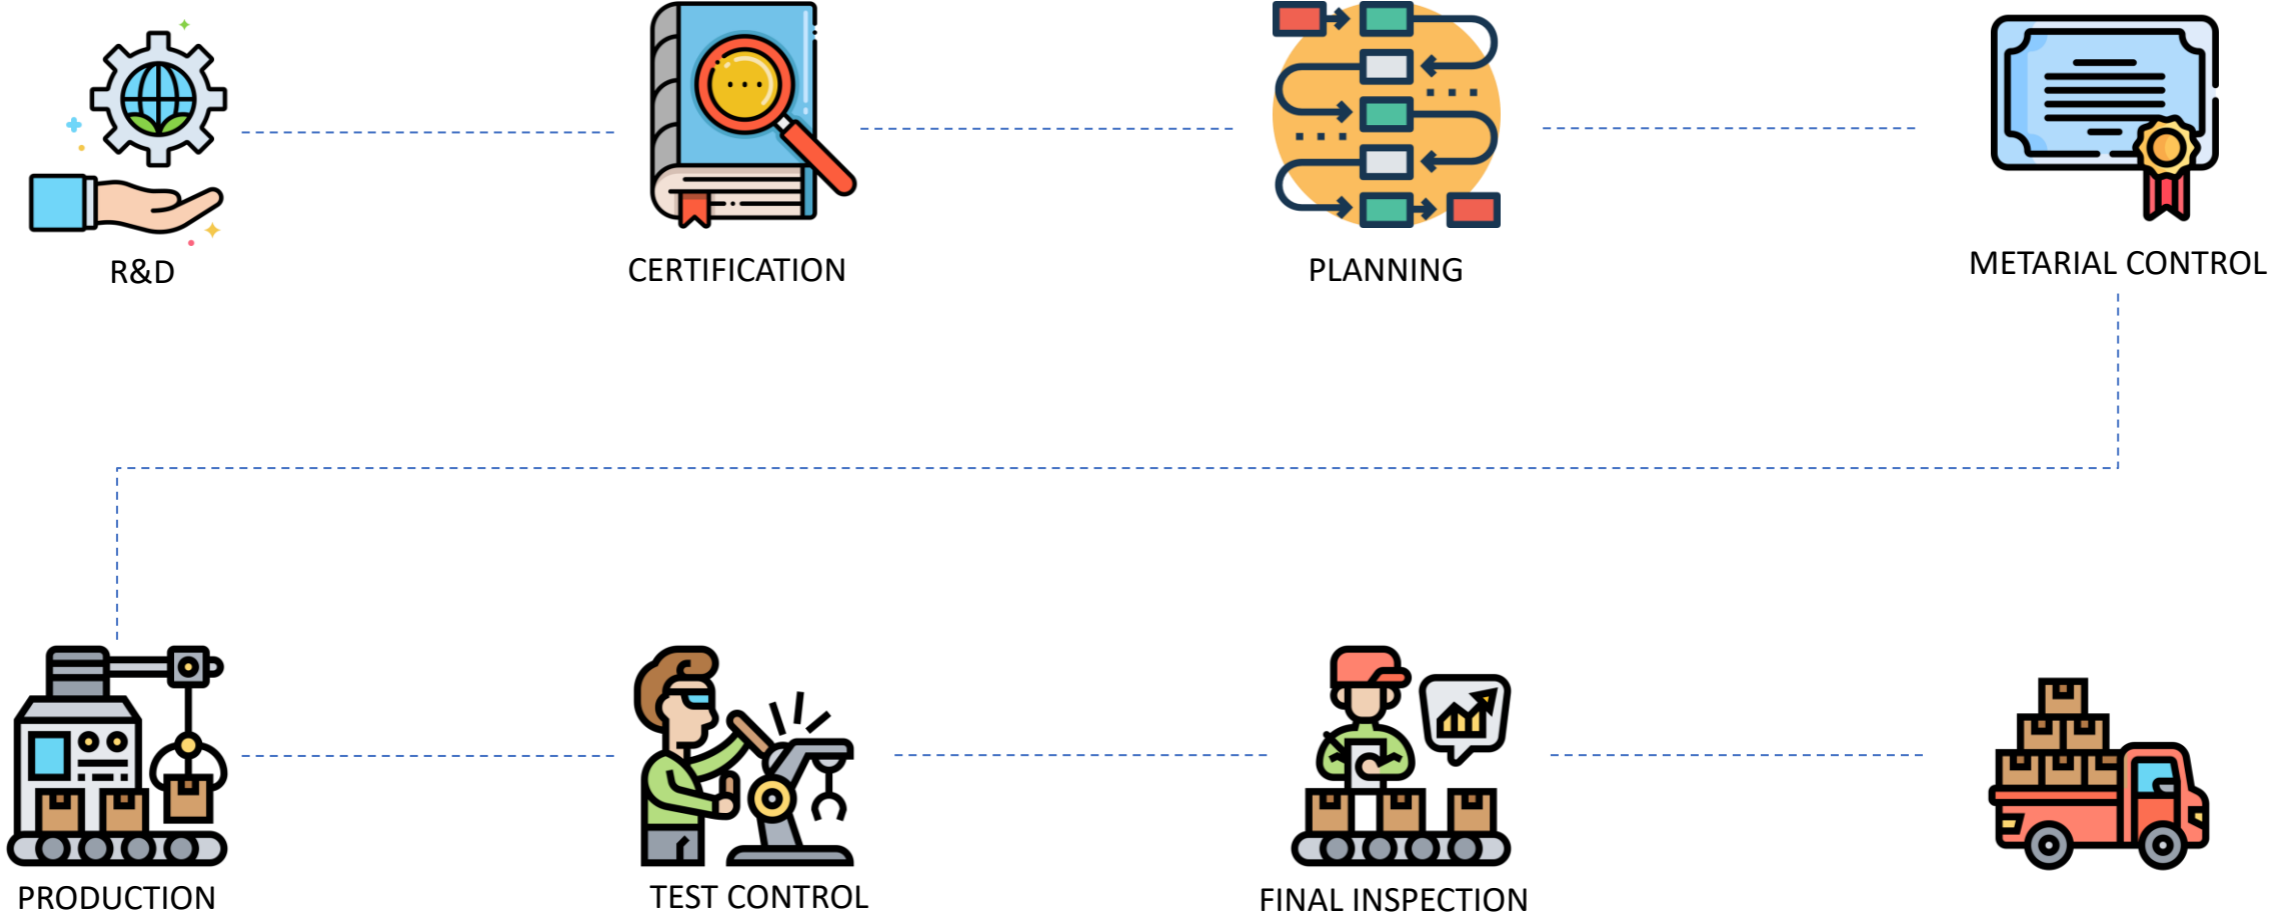 R&D
CERTIFICATION
PLANNING
METARIAL CONTROL
PRODUCTION
TEST CONTROL
FINAL INSPECTION